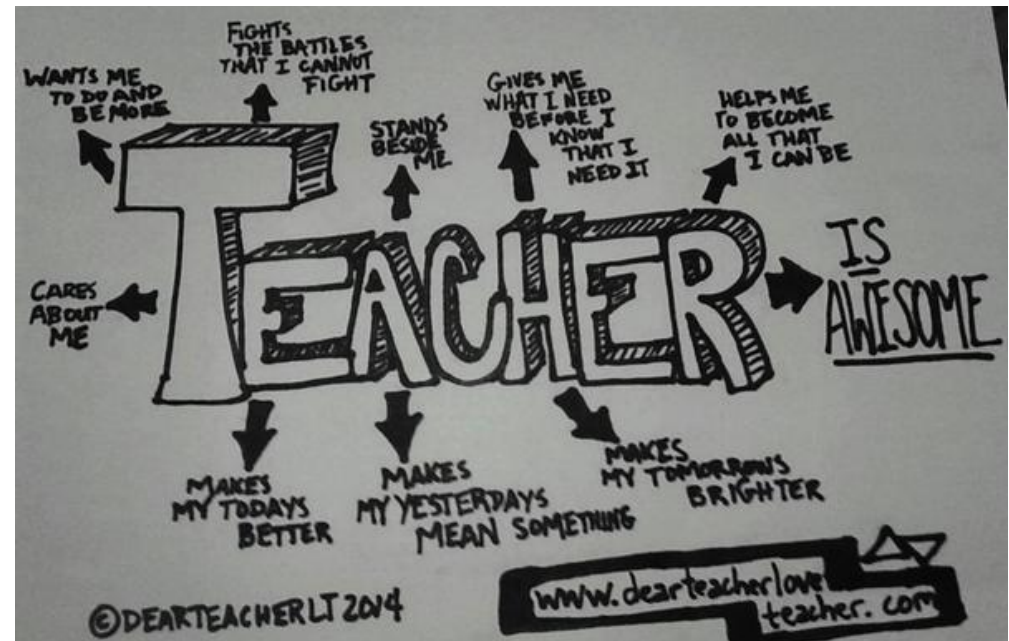 FIGHTS
THE BATTLES
THAT I CANNOT
FIGHT
WANTS ME
TO DO AND
BE MORE
STANDS
BESIDE
ME
GIVES ME
WHAT I NEED
BEFORE I
KNOW
THAT I
NEED IT
HELPS ME
TO BECOME
ALL THAT
I CAN BE
CARES
ABOUT
ME
TEACHER
IS
AWESOME
MAKES
MY TODAYS
BETTER
MAKES
MY YESTERDAYS
MEAN SOMETHING
MAKES
MY TOMORROWS
BRIGHTER
©DEARTEACHERLT 2014
www.dearteacherlove
teacher.com